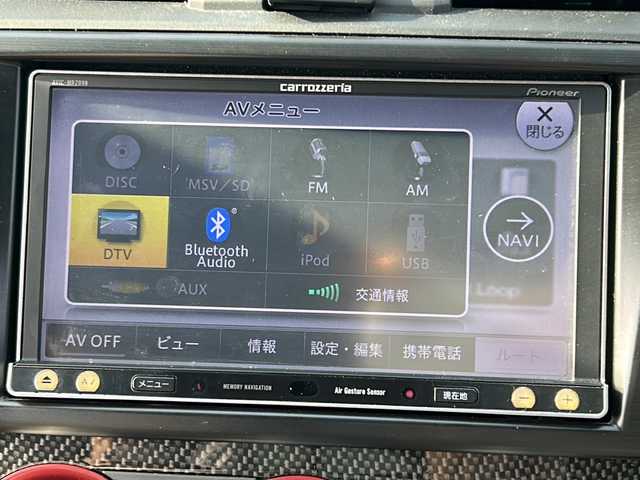 AVIC-MRZ099
carrozzeria
Pioneer
AVメニュー
× 閉じる
DISC
MSV/SD
FM
AM
DTV
Bluetooth® Audio
iPod
USB
NAVI
AUX
交通情報
Loop
AV OFF
ビュー
情報
設定・編集
携帯電話
ルート
メニュー
MEMORY NAVIGATION
Air Gesture Sensor
現在地